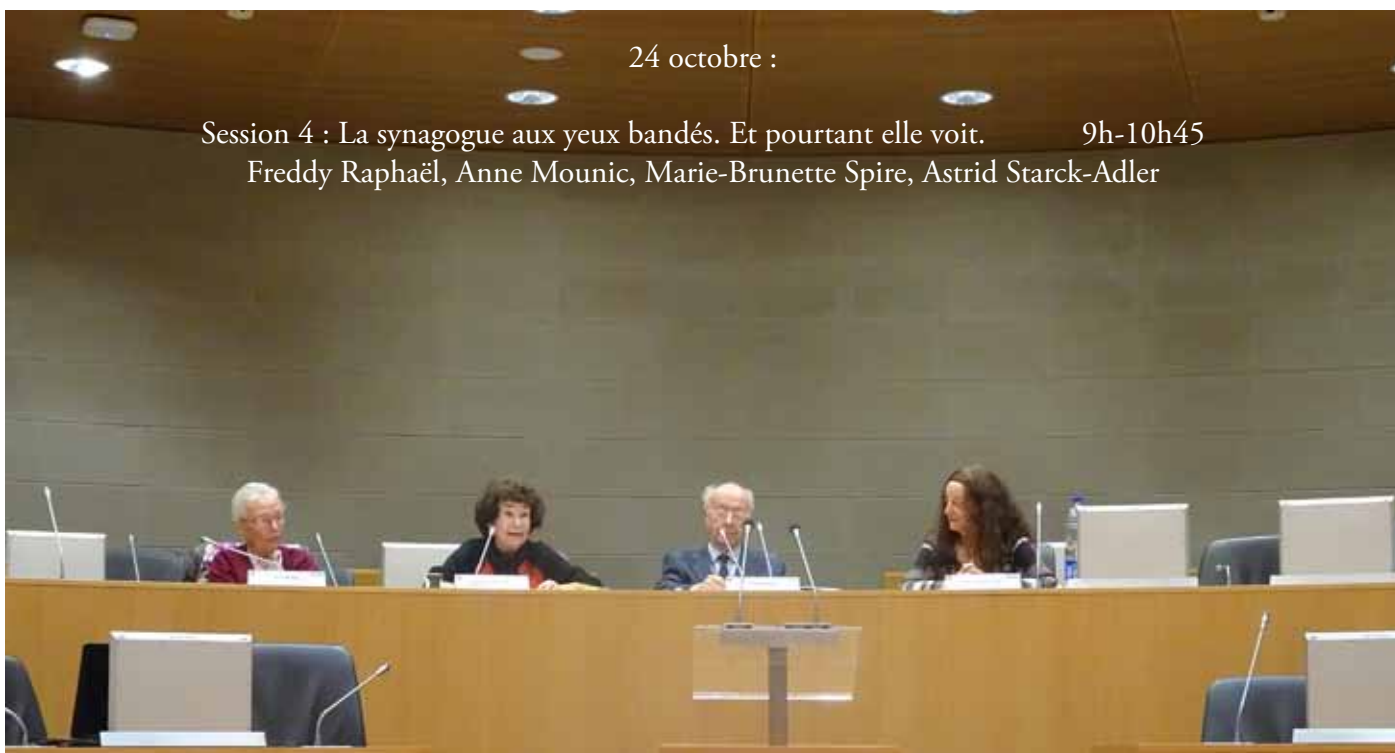 24 octobre :
Session 4 : La synagogue aux yeux bandés. Et pourtant elle voit. 9h-10h45
Freddy Raphaël, Anne Mounic, Marie-Brunette Spire, Astrid Starck-Adler